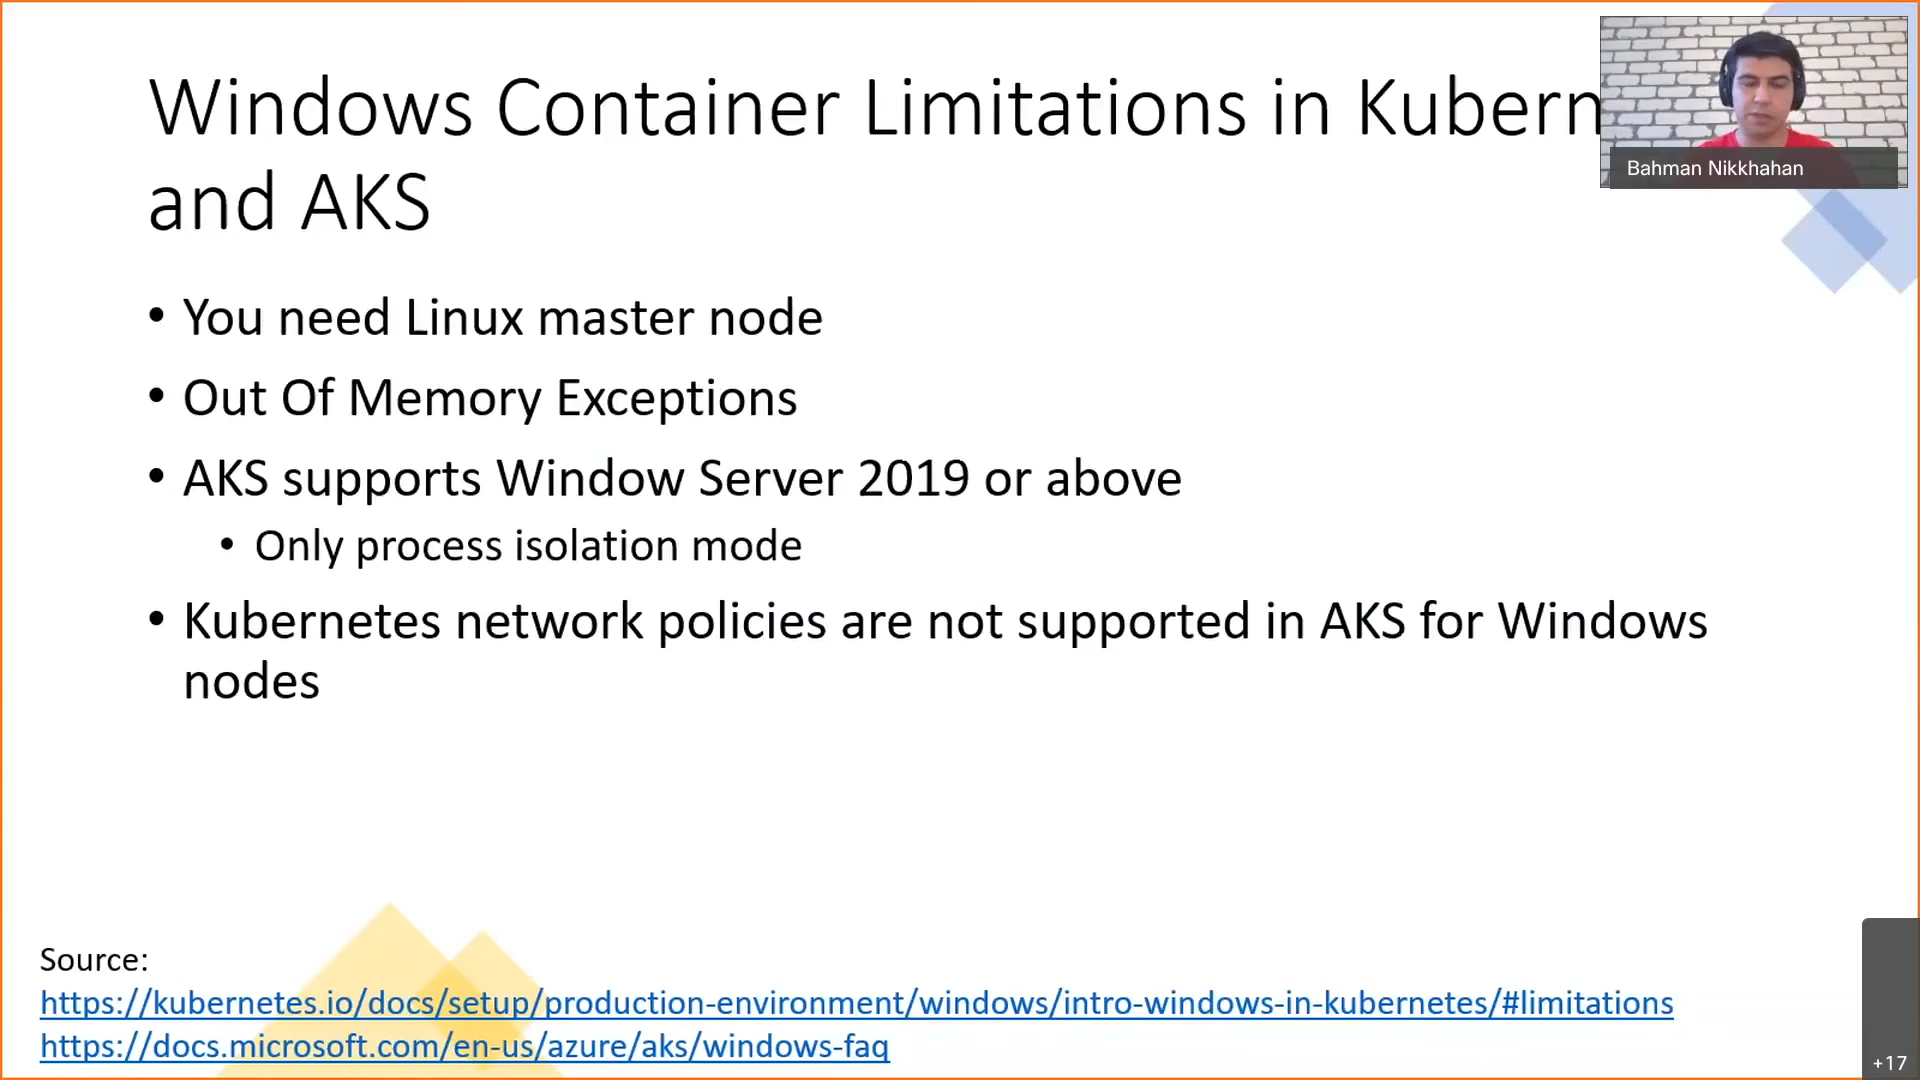 Windows Container Limitations in Kubern
and AKS
Bahman Nikkhahan
• You need Linux master node
• Out Of Memory Exceptions
• AKS supports Window Server 2019 or above
• Only process isolation mode
• Kubernetes network policies are not supported in AKS for Windows
nodes
Source:
https://kubernetes.io/docs/setup/production-environment/windows/intro-windows-in-kubernetes/#limitations
https://docs.microsoft.com/en-us/azure/aks/windows-faq
+17